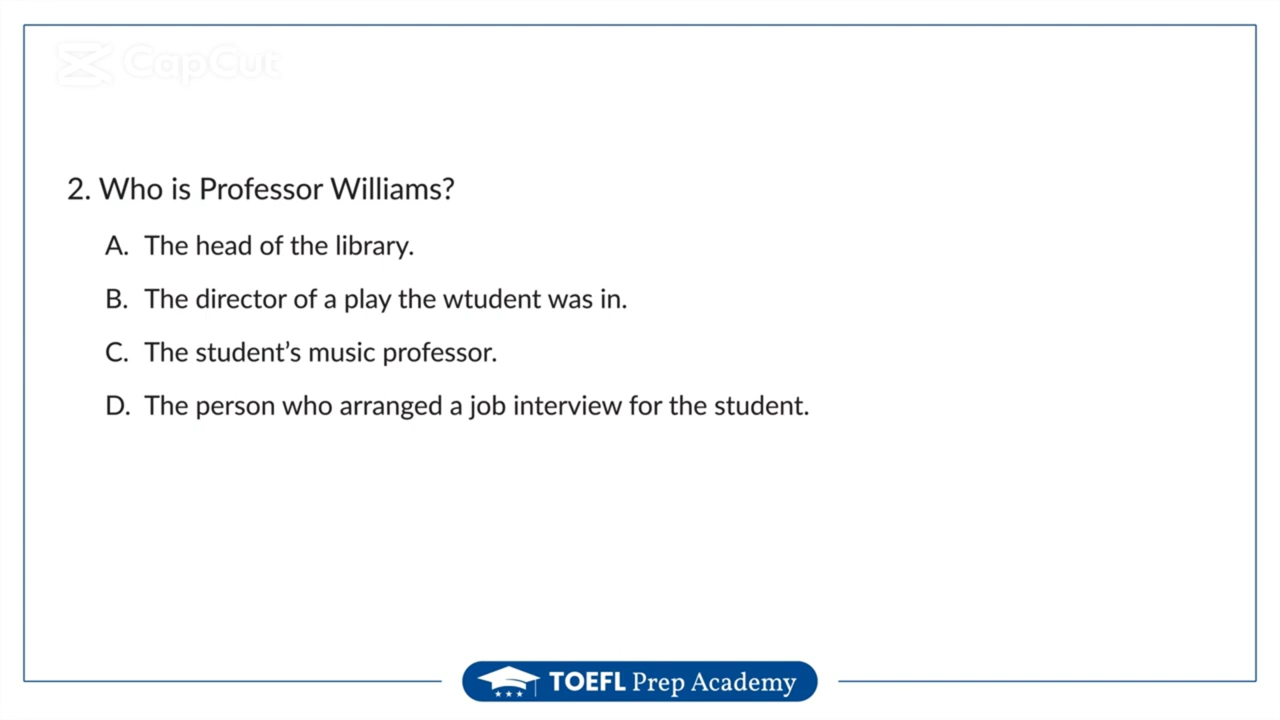 CapCut
2. Who is Professor Williams?
A. The head of the library.
B. The director of a play the wtudent was in.
C. The student’s music professor.
D. The person who arranged a job interview for the student.
TOEFL Prep Academy